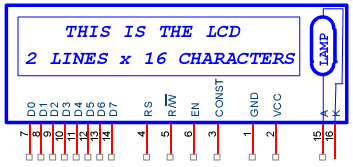 THIS IS THE LCD
2 LINES x 16 CHARACTERS
LAMP
D0 D1 D2 D3 D4 D5 D6 D7 RS R/W EN CONST GND VCC A K
7 8 9 10 11 12 13 14 4 5 6 3 1 2 15 16